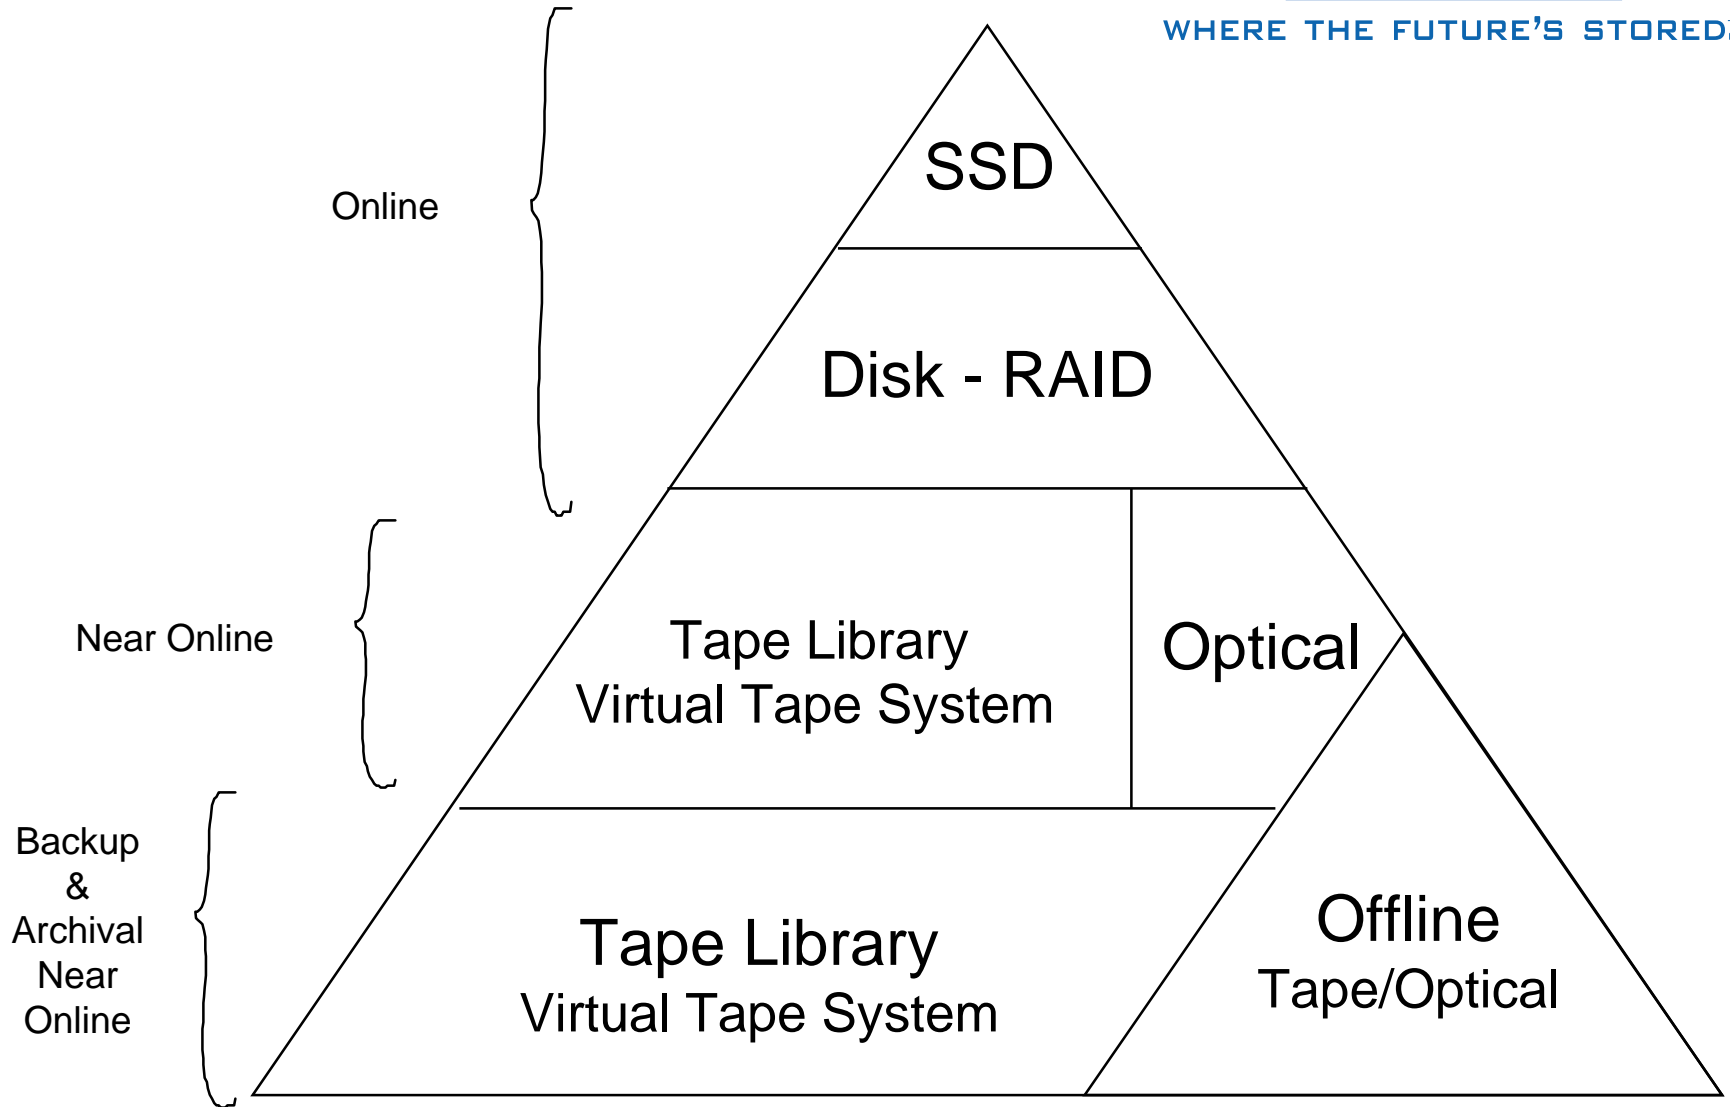 WHERE THE FUTURE'S STORED
SSD
Online
Disk - RAID
Near Online
Tape Library
Virtual Tape System
Optical
Backup
&
Archival
Near
Online
Tape Library
Virtual Tape System
Offline
Tape/Optical